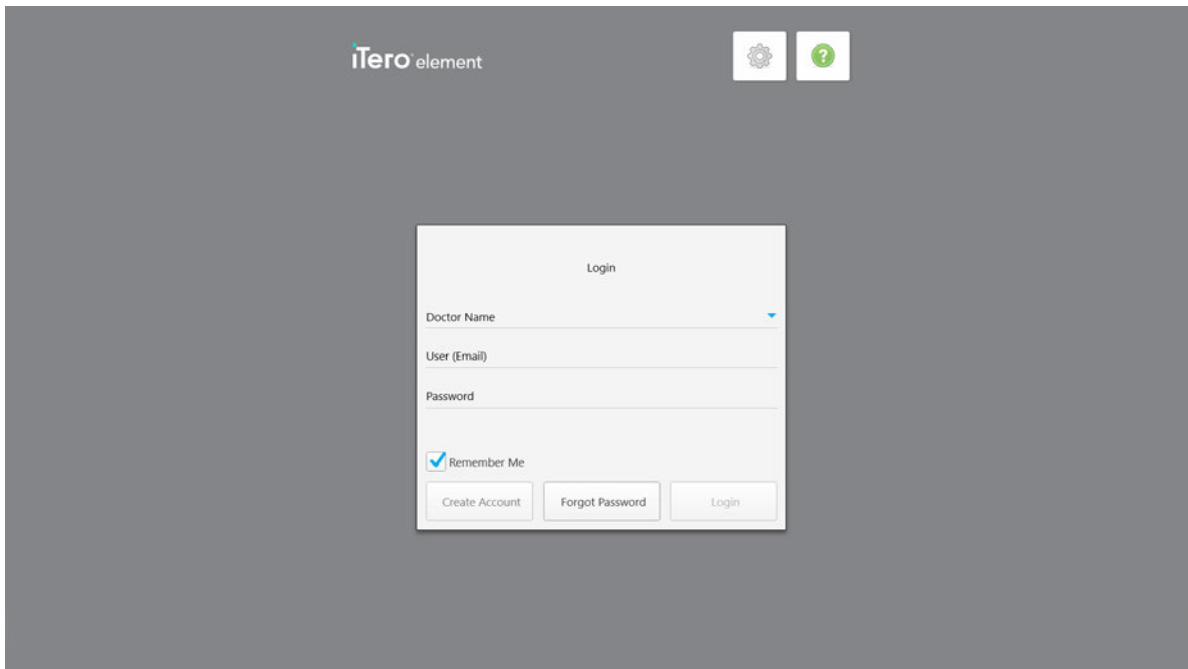 iTero element
?
Login
Doctor Name
User (Email)
Password
Remember Me
Create Account
Forgot Password
Login